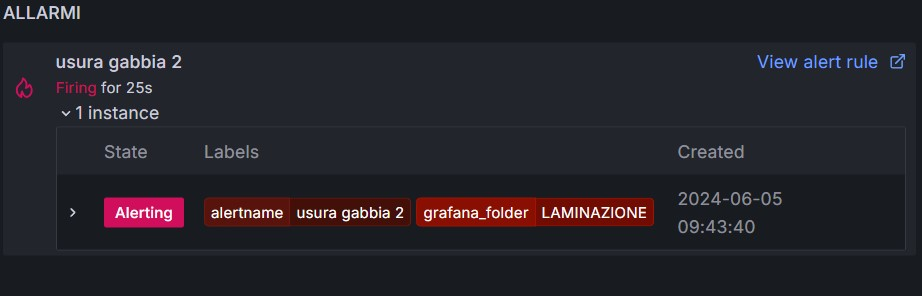 ALLARMI
usura gabbia 2
View alert rule
Firing for 25s
1 instance
State Labels Created
Alerting alertname usura gabbia 2 grafana_folder LAMINAZIONE 2024-06-05
09:43:40